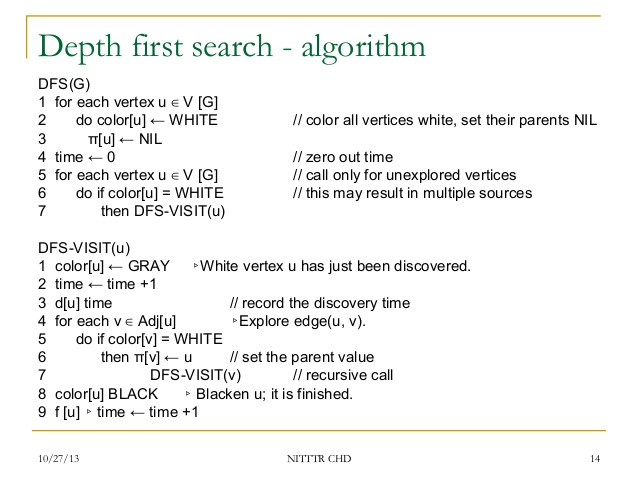 Depth first search - algorithm
DFS(G)
1 for each vertex u ∈ V [G]
2 do color[u] ← WHITE // color all vertices white, set their parents NIL
3 π[u] ← NIL
4 time ← 0 // zero out time
5 for each vertex u ∈ V [G] // call only for unexplored vertices
6 do if color[u] = WHITE // this may result in multiple sources
7 then DFS-VISIT(u)
DFS-VISIT(u)
1 color[u] ← GRAY ▹White vertex u has just been discovered.
2 time ← time +1
3 d[u] time // record the discovery time
4 for each v ∈ Adj[u] ▹Explore edge(u, v).
5 do if color[v] = WHITE
6 then π[v] ← u // set the parent value
7 DFS-VISIT(v) // recursive call
8 color[u] BLACK ▹ Blacken u; it is finished.
9 f [u] ▹ time ← time +1
10/27/13 NITTTR CHD 14